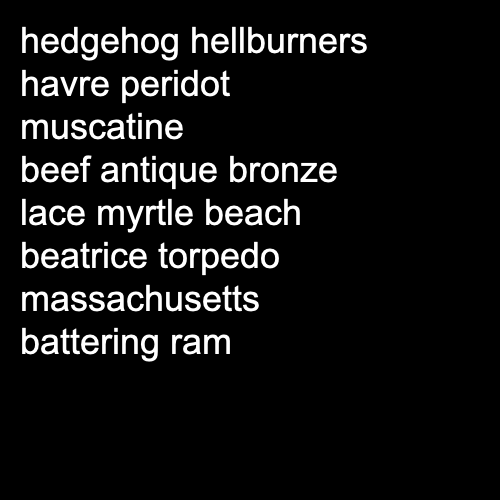 hedgehog hellburners
havre peridot
muscatine
beef antique bronze
lace myrtle beach
beatrice torpedo
massachusetts
battering ram